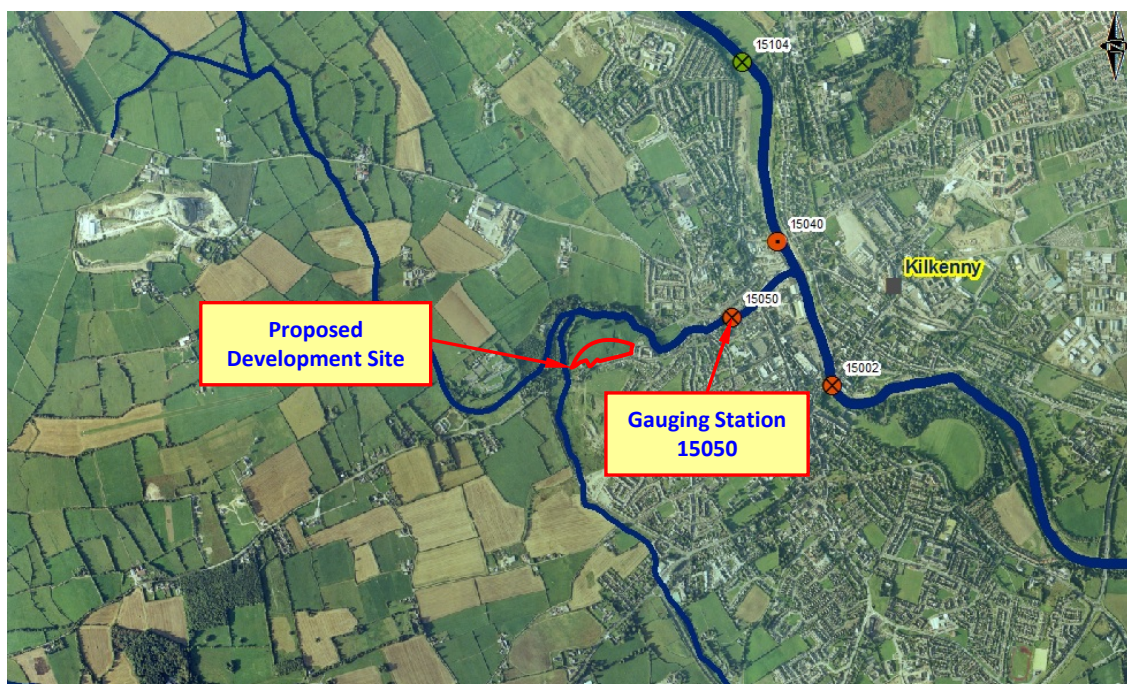 15104
N
15040
Kilkenny
15050
Proposed
Development Site
15002
Gauging Station
15050